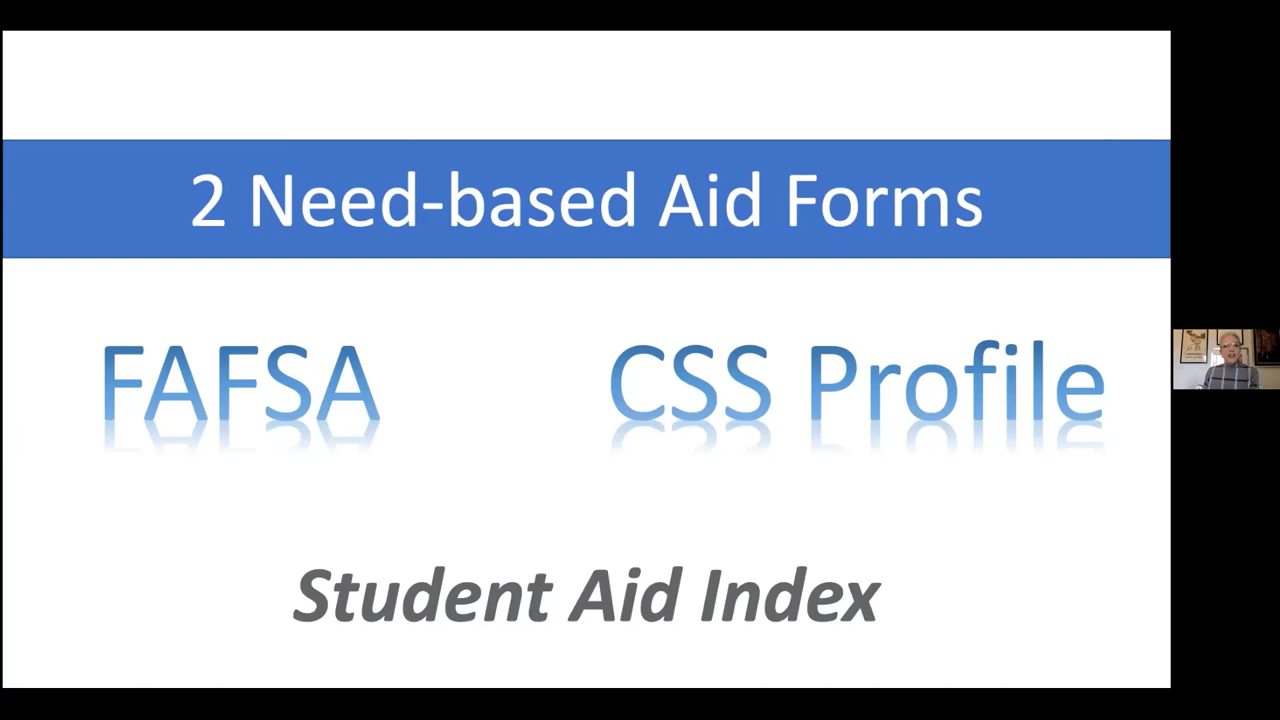 2 Need-based Aid Forms
FAFSA CSS Profile
Student Aid Index